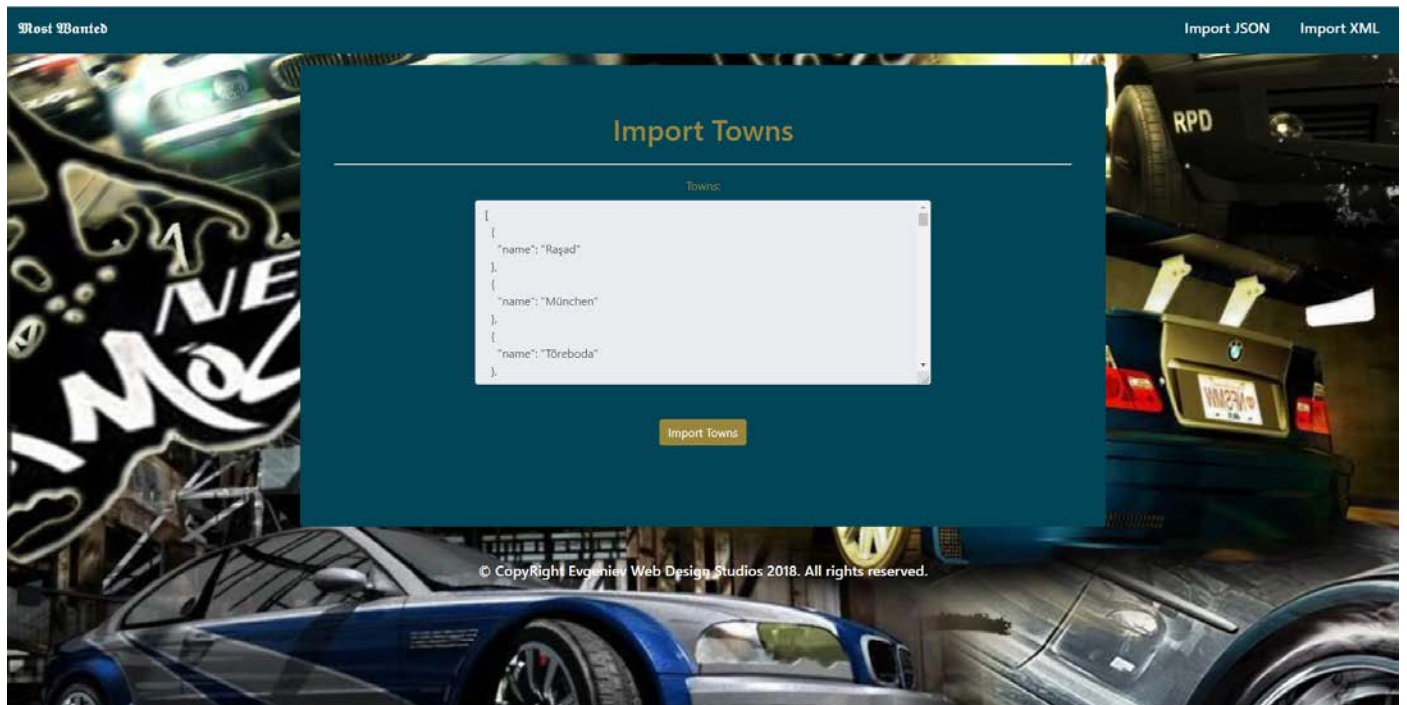 Most Wanted
Import JSON Import XML
Import Towns
Towns:
[
{
"name": "Raşad"
},
{
"name": "München"
},
{
"name": "Töreboda"
},
Import Towns
© CopyRight Evgeniev Web Design Studios 2018. All rights reserved.
RPD
NE